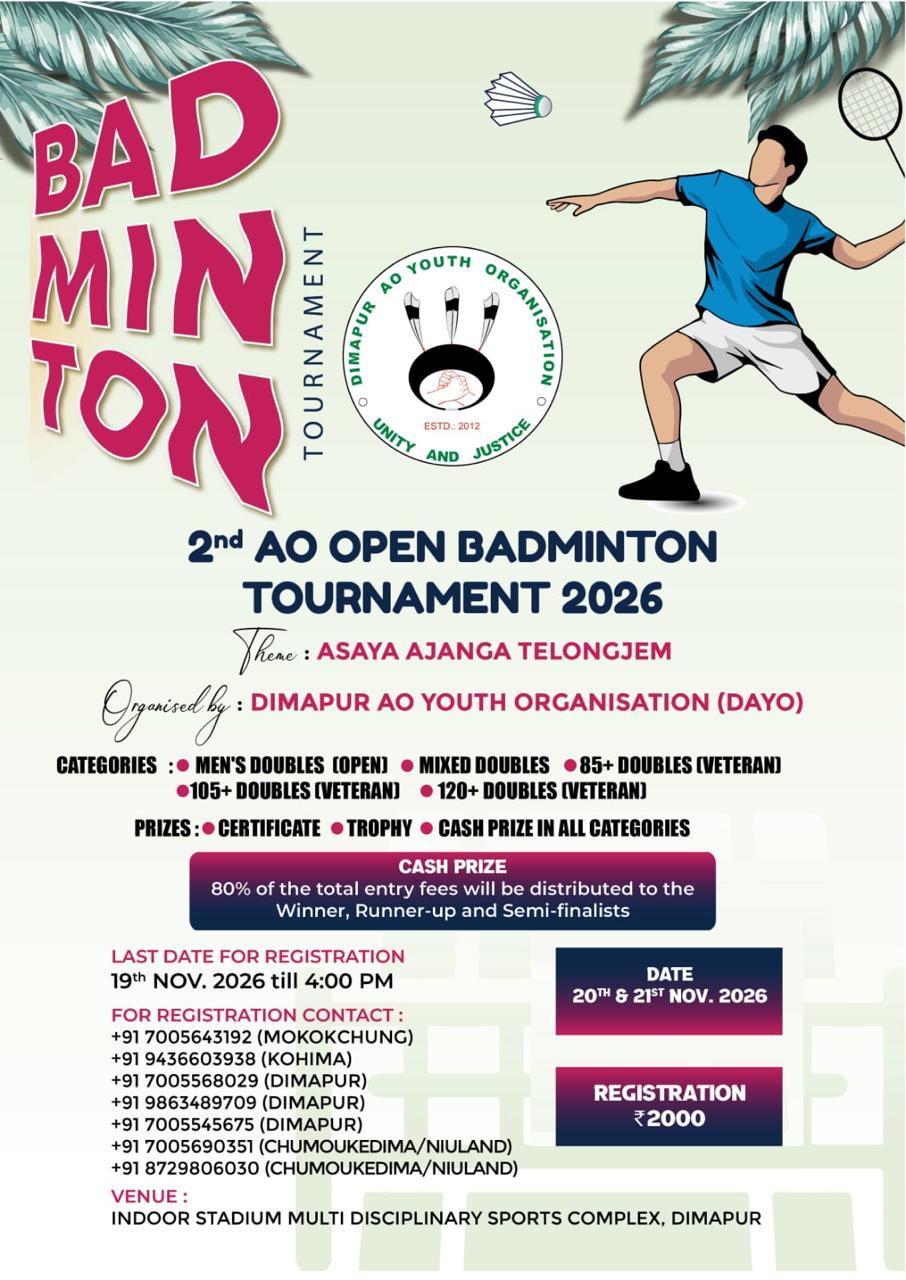 BAD
MIN
TON
TOURNAMENT
DIMAPUR AO YOUTH ORGANISATION
ESTD.: 2012
UNITY AND JUSTICE
2nd AO OPEN BADMINTON
TOURNAMENT 2026
Theme : ASAYA AJANGA TELONGJEM
Organised by : DIMAPUR AO YOUTH ORGANISATION (DAYO)
CATEGORIES : ● MEN'S DOUBLES (OPEN) ● MIXED DOUBLES ● 85+ DOUBLES (VETERAN)
● 105+ DOUBLES (VETERAN) ● 120+ DOUBLES (VETERAN)
PRIZES : ● CERTIFICATE ● TROPHY ● CASH PRIZE IN ALL CATEGORIES
CASH PRIZE
80% of the total entry fees will be distributed to the
Winner, Runner-up and Semi-finalists
LAST DATE FOR REGISTRATION
19th NOV. 2026 till 4:00 PM
FOR REGISTRATION CONTACT :
+91 7005643192 (MOKOKCHUNG)
+91 9436603938 (KOHIMA)
+91 7005568029 (DIMAPUR)
+91 9863489709 (DIMAPUR)
+91 7005545675 (DIMAPUR)
+91 7005690351 (CHUMOUKEDIMA/NIULAND)
+91 8729806030 (CHUMOUKEDIMA/NIULAND)
DATE
20TH & 21ST NOV. 2026
REGISTRATION
₹2000
VENUE :
INDOOR STADIUM MULTI DISCIPLINARY SPORTS COMPLEX, DIMAPUR